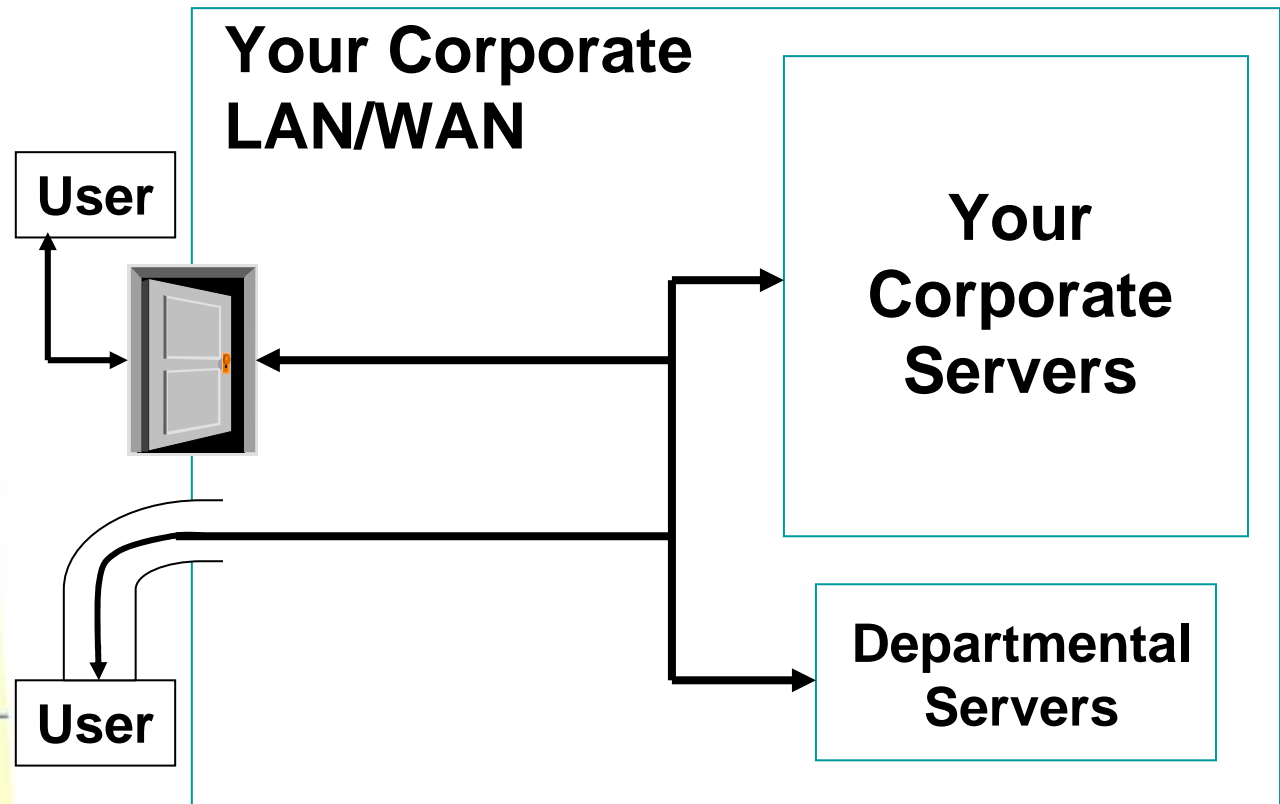 Your Corporate
LAN/WAN
User
Your
Corporate
Servers
Departmental
Servers
User